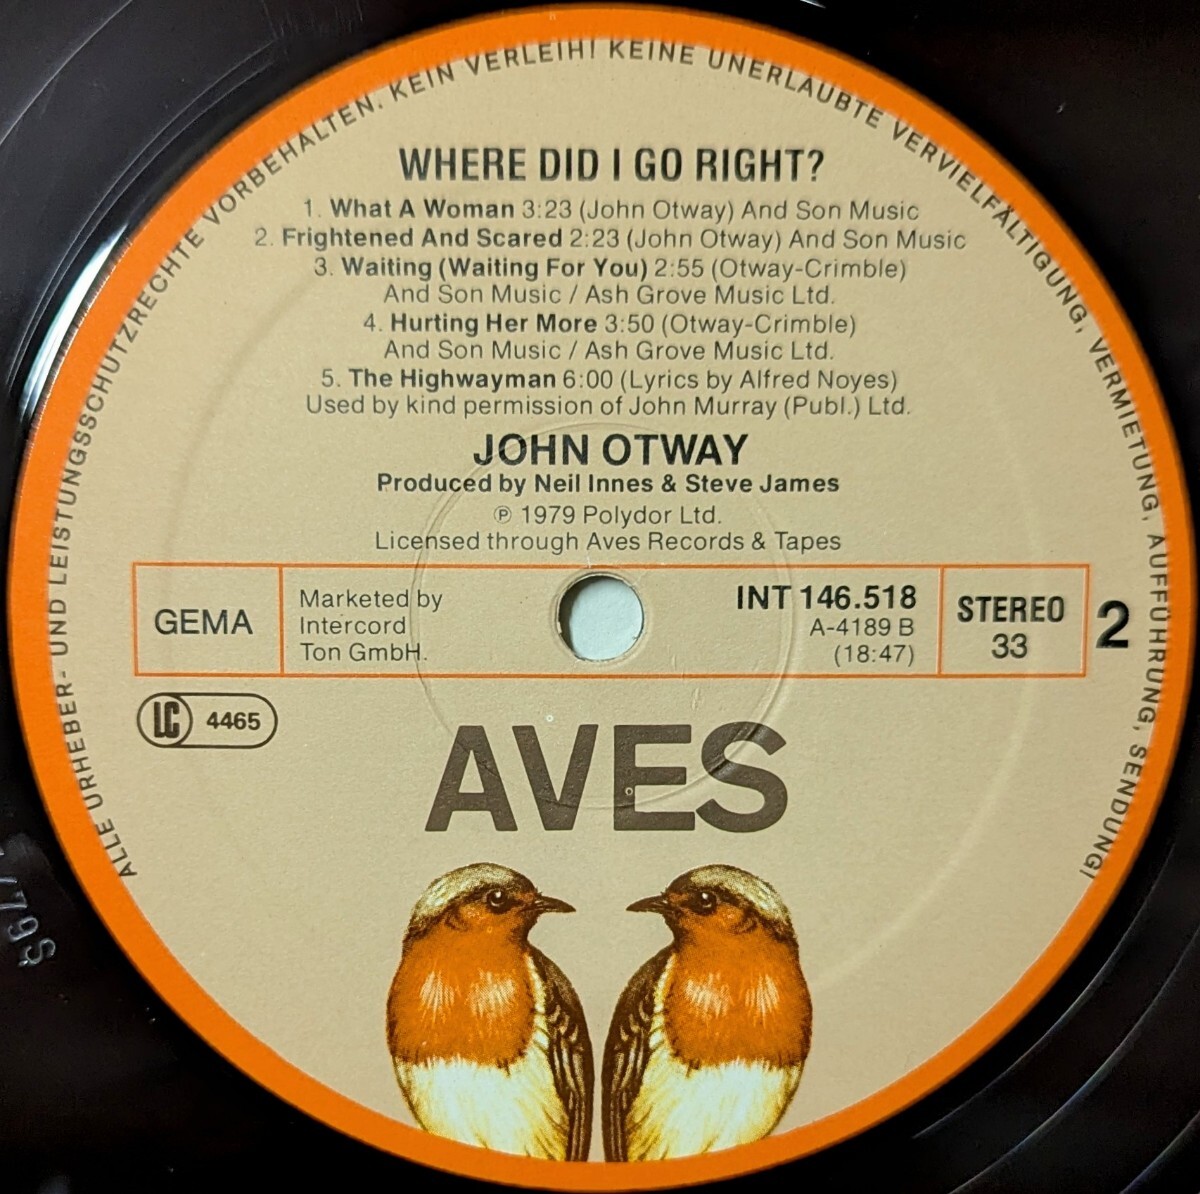 ALLE URHEBER- UND LEISTUNGSSCHUTZRECHTE VORBEHALTEN. KEIN VERLEIH! KEINE UNERLAUBTE VERVIELFÄLTIGUNG, VERMIETUNG, AUFFÜHRUNG, SENDUNG!
WHERE DID I GO RIGHT?
1. What A Woman 3:23 (John Otway) And Son Music
2. Frightened And Scared 2:23 (John Otway) And Son Music
3. Waiting (Waiting For You) 2:55 (Otway-Crimble)
And Son Music / Ash Grove Music Ltd.
4. Hurting Her More 3:50 (Otway-Crimble)
And Son Music / Ash Grove Music Ltd.
5. The Highwayman 6:00 (Lyrics by Alfred Noyes)
Used by kind permission of John Murray (Publ.) Ltd.
JOHN OTWAY
Produced by Neil Innes & Steve James
℗ 1979 Polydor Ltd.
Licensed through Aves Records & Tapes
GEMA
Marketed by
Intercord
Ton GmbH.
INT 146.518
A-4189 B
(18:47)
STEREO
33
2
LC 4465
AVES